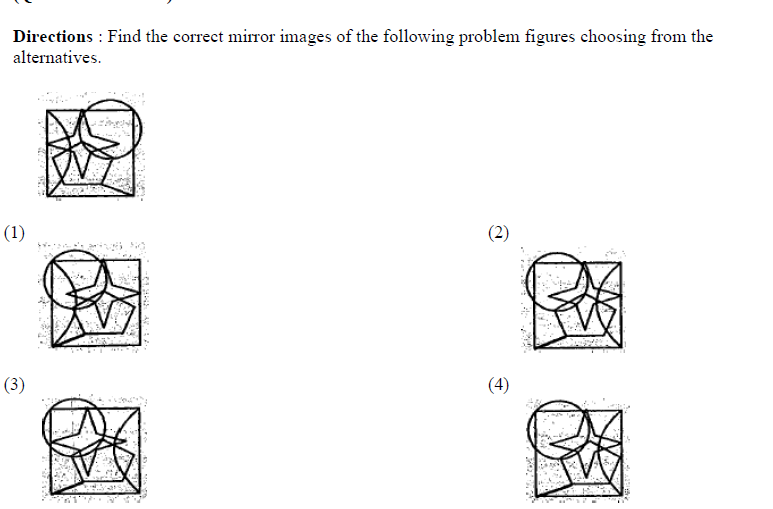 Directions : Find the correct mirror images of the following problem figures choosing from the
alternatives.
(1)
(2)
(3)
(4)